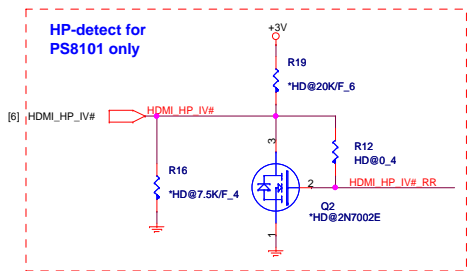 HP-detect for
PS8101 only
+3V
R19
*HD@20K/F_6
[6] HDMI_HP_IV#
HDMI_HP_IV#
R12
HD@0_4
R16
*HD@7.5K/F_4
3
2
HDMI_HP_IV#_RR
Q2
*HD@2N7002E
1